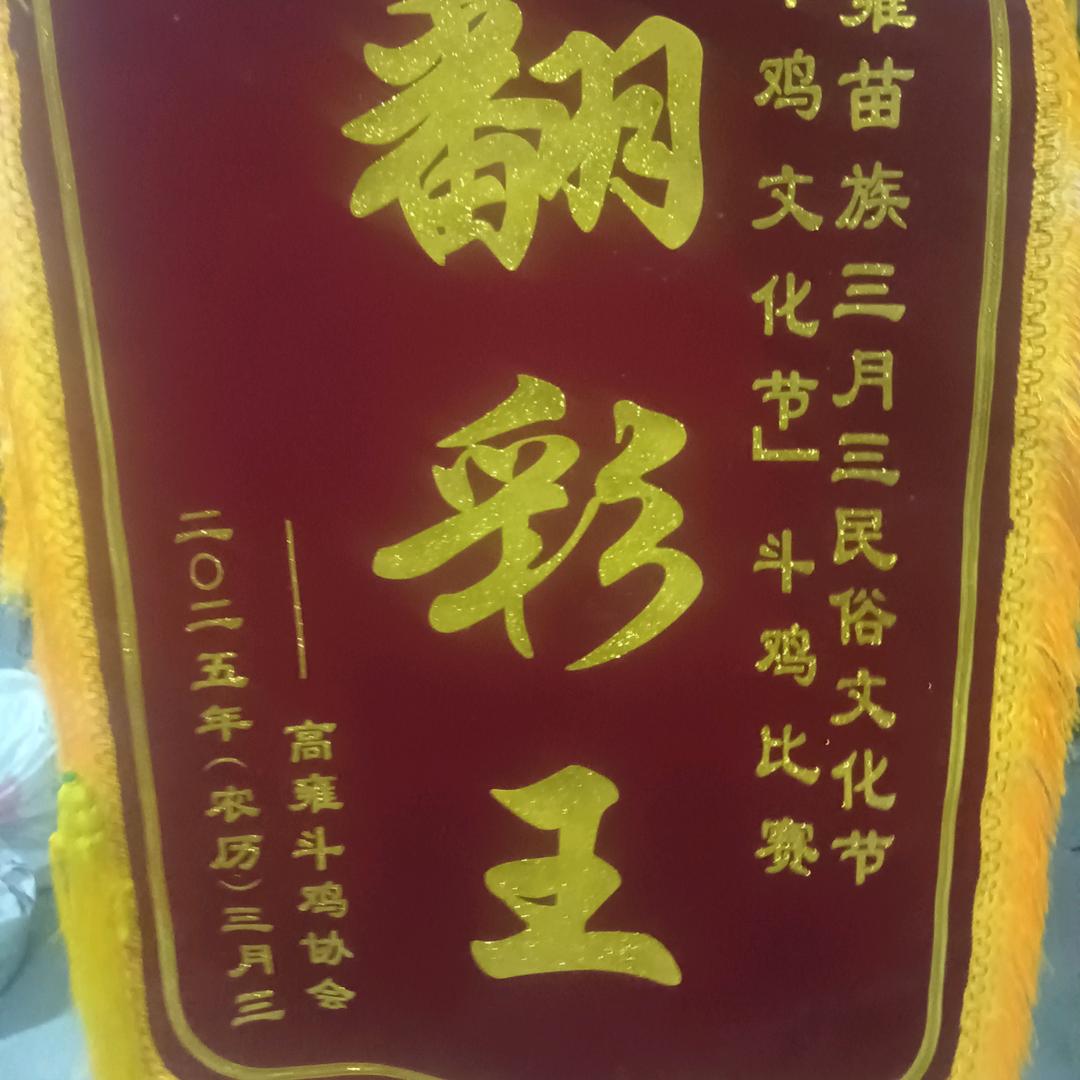 雍苗族三月三民俗文化节
鸡文化节」斗鸡比赛
翻彩王
——高雍斗鸡协会
二〇二五年(农历)三月三